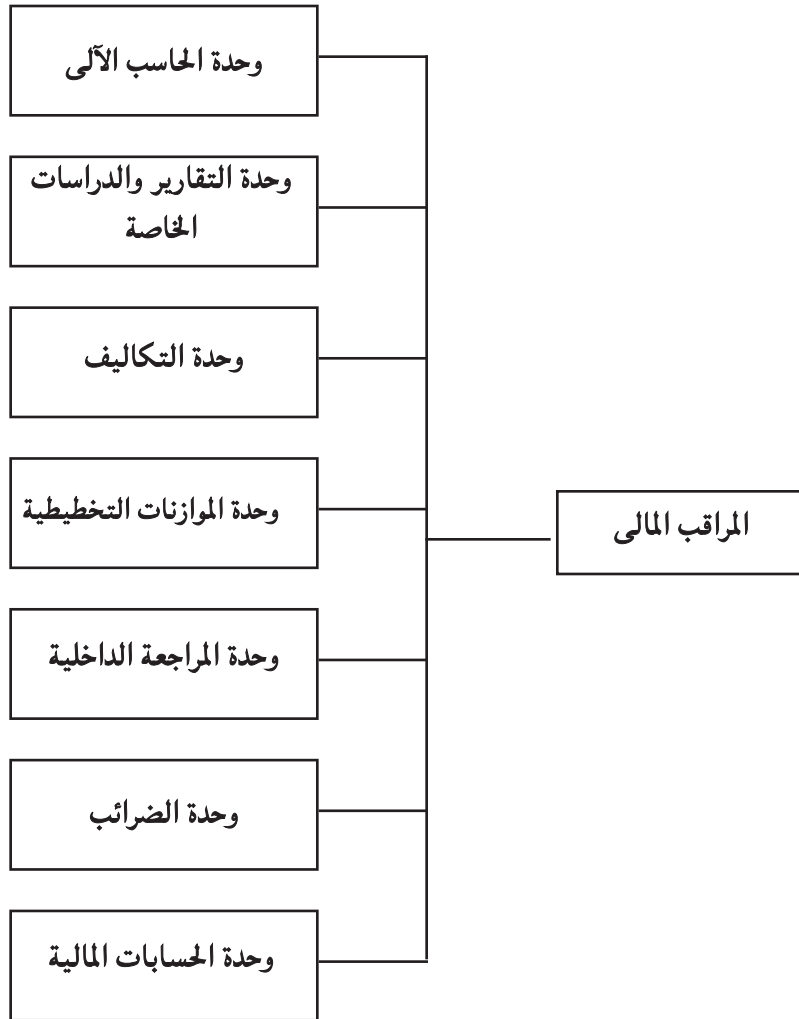 وحدة الحاسب الآلى
وحدة التقارير والدراسات
الخاصة
وحدة التكاليف
وحدة الموازنات التخطيطية
المراقب المالى
وحدة المراجعة الداخلية
وحدة الضرائب
وحدة الحسابات المالية